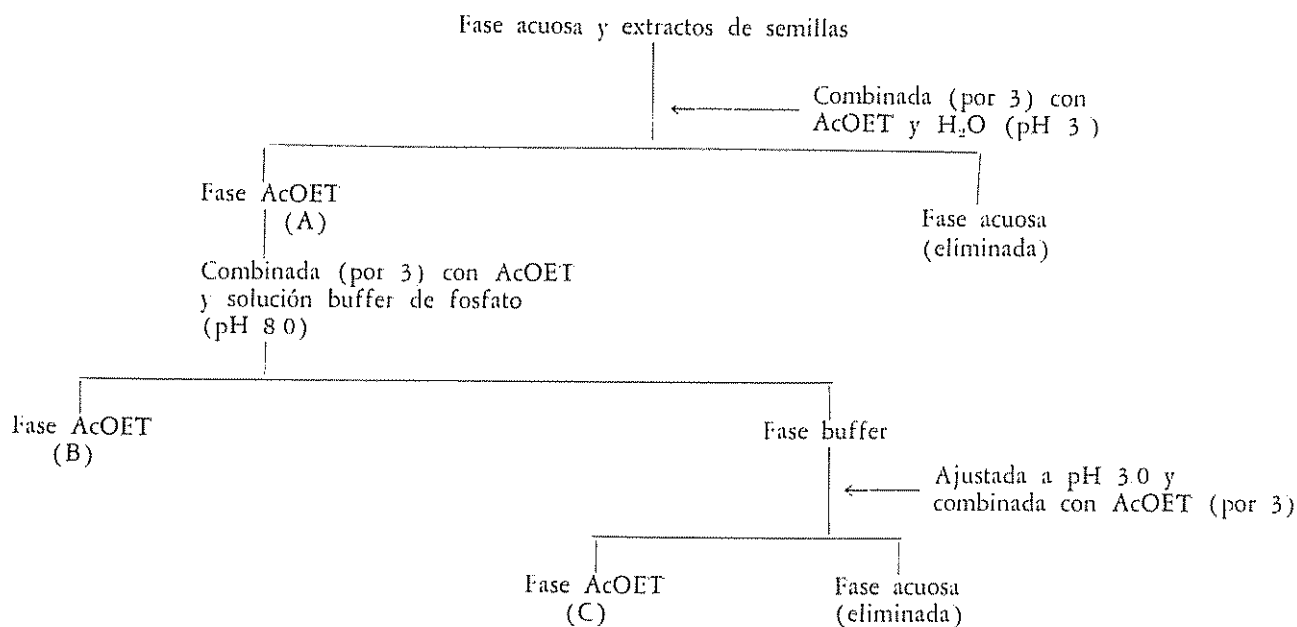 Fase acuosa y extractos de semillas
Combinada (por 3) con
AcOET y H₂O (pH 3)
Fase AcOET
(A)
Fase acuosa
(eliminada)
Combinada (por 3) con AcOET
y solución buffer de fosfato
(pH 8 0)
Fase AcOET
(B)
Fase buffer
Ajustada a pH 3.0 y
combinada con AcOET (por 3)
Fase AcOET
(C)
Fase acuosa
(eliminada)